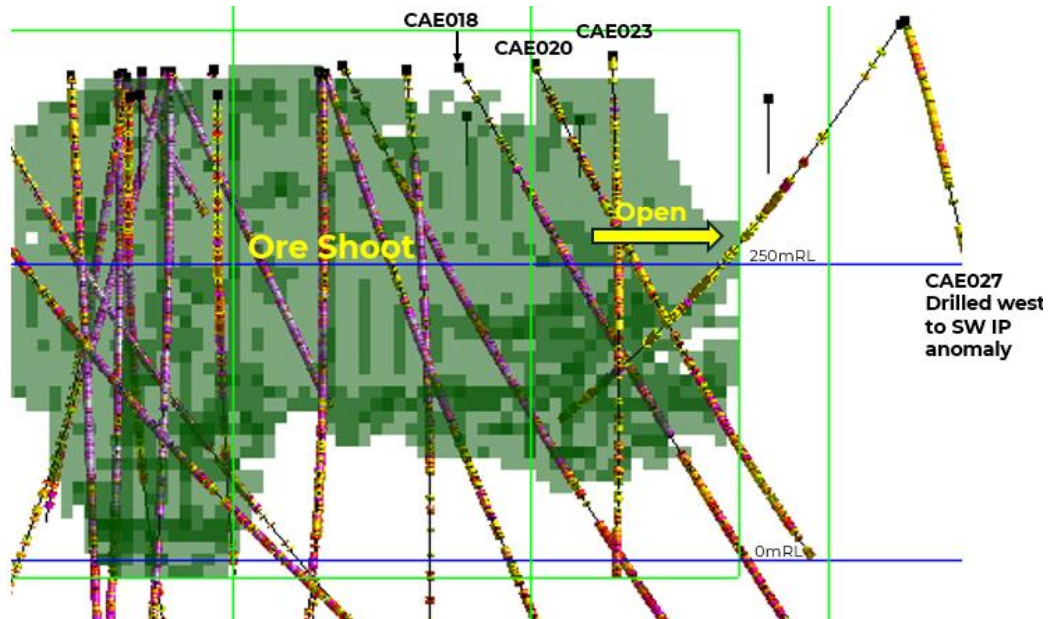 CAE018
CAE020
CAE023
Open
Ore Shoot
250mRL
CAE027
Drilled west
to SW IP
anomaly
0mRL